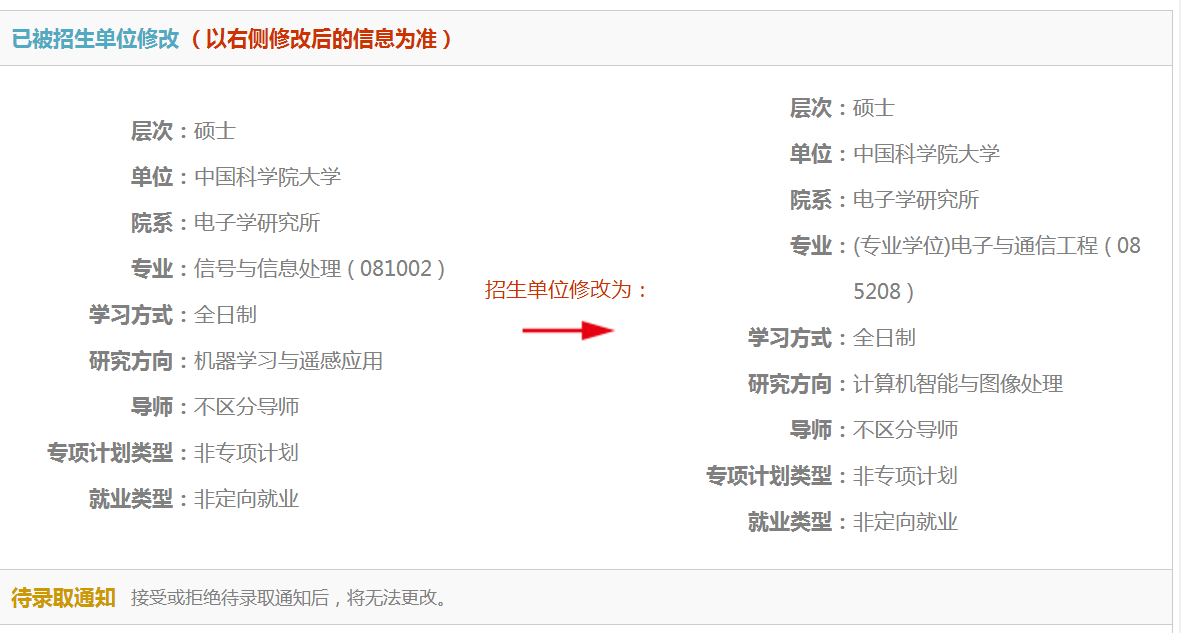 已被招生单位修改（以右侧修改后的信息为准）
层次：硕士
单位：中国科学院大学
院系：电子学研究所
专业：信号与信息处理（081002）
学习方式：全日制
研究方向：机器学习与遥感应用
导师：不区分导师
专项计划类型：非专项计划
就业类型：非定向就业
招生单位修改为：
层次：硕士
单位：中国科学院大学
院系：电子学研究所
专业：(专业学位)电子与通信工程（08
5208）
学习方式：全日制
研究方向：计算机智能与图像处理
导师：不区分导师
专项计划类型：非专项计划
就业类型：非定向就业
待录取通知 接受或拒绝待录取通知后，将无法更改。